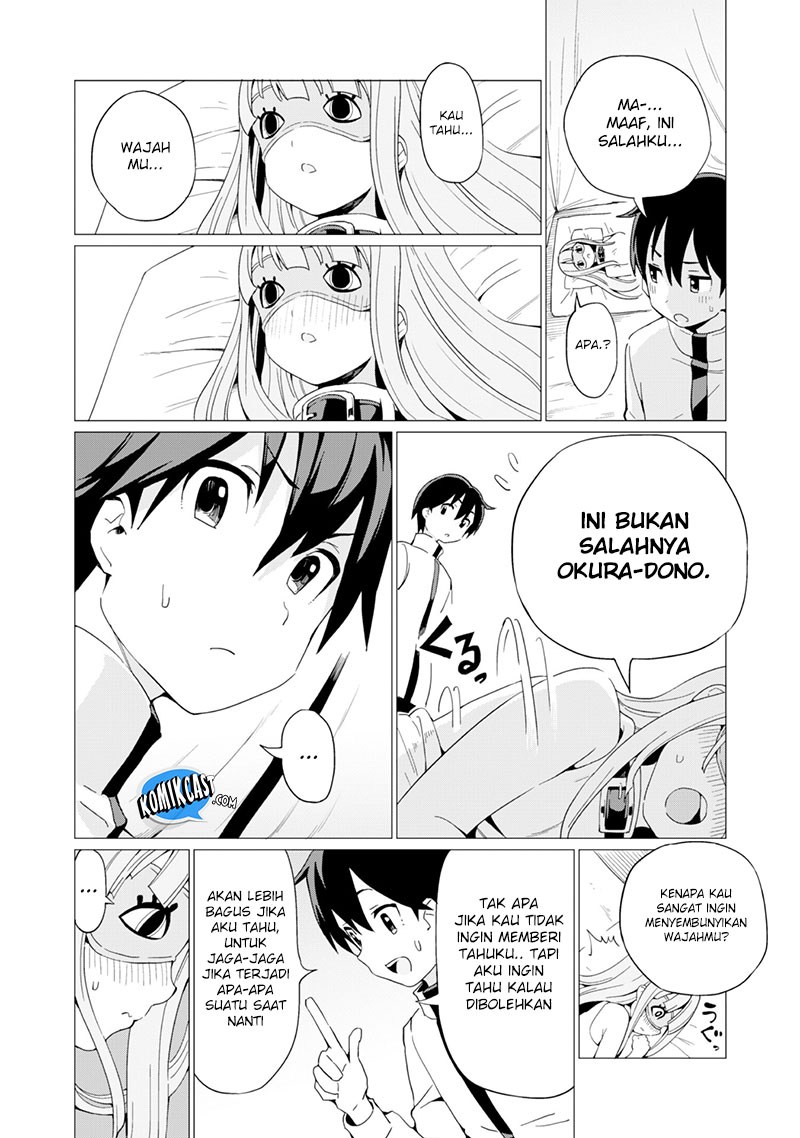 MA-...
MAAF, INI
SALAHKU...
APA.?
KAU
TAHU...
WAJAH
MU...
INI BUKAN
SALAHNYA
OKURA-DONO.
くるっ
...
KOMIKCAST
.COM
KENAPA KAU
SANGAT INGIN
MENYEMBUNYIKAN
WAJAHMU?
うぐ..
TAK APA
JIKA KAU TIDAK
INGIN MEMBERI
TAHUKU.. TAPI
AKU INGIN
TAHU KALAU
DIBOLEHKAN
AKAN LEBIH
BAGUS JIKA
AKU TAHU,
UNTUK
JAGA-JAGA
JIKA TERJADI
APA-APA
SUATU SAAT
NANTI
...